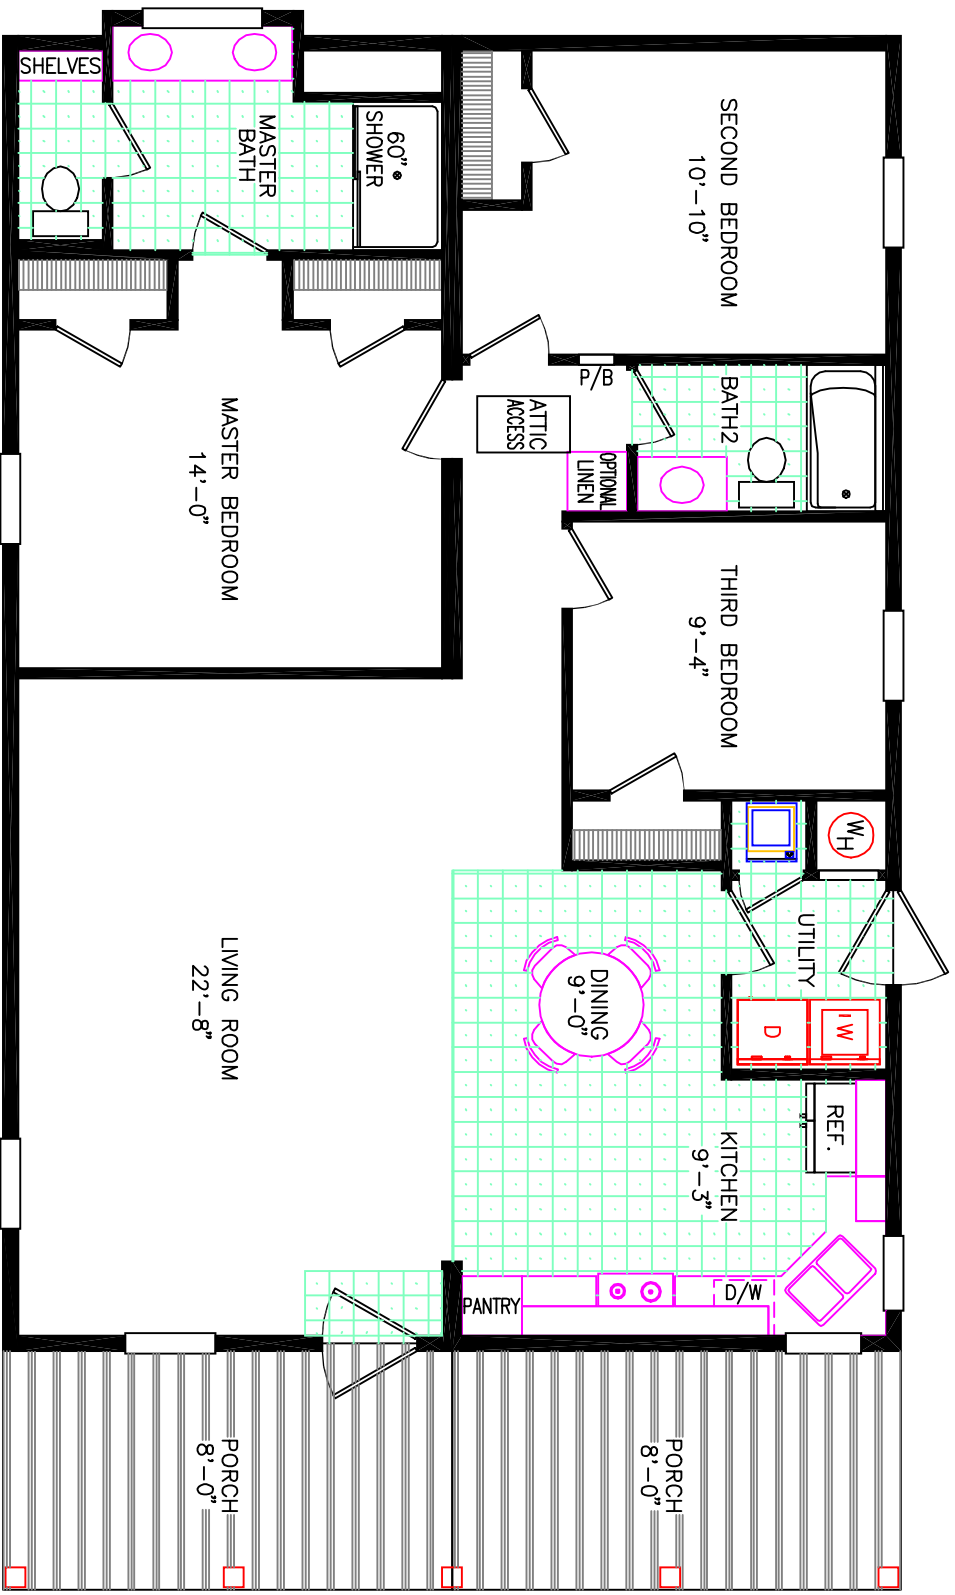 SHELVES
MASTER
BATH
60"
SHOWER
SECOND BEDROOM
10'-10"
P/B
BATH2
ATTIC
ACCESS
OPTIONAL
LINEN
MASTER BEDROOM
14'-0"
THIRD BEDROOM
9'-4"
WH
UTILITY
D
W
LIVING ROOM
22'-8"
DINING
9'-0"
REF.
KITCHEN
9'-3"
D/W
PANTRY
PORCH
8'-0"
PORCH
8'-0"